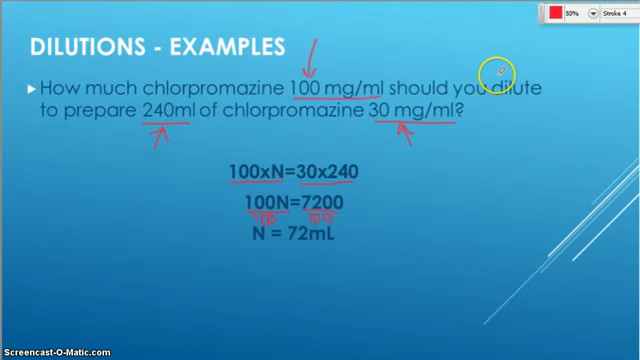 50%
Stroke 4
DILUTIONS - EXAMPLES
How much chlorpromazine 100 mg/ml should you dilute
to prepare 240ml of chlorpromazine 30 mg/ml?
100xN=30x240
100N=7200
100 100
N = 72mL
Screencast-O-Matic.com